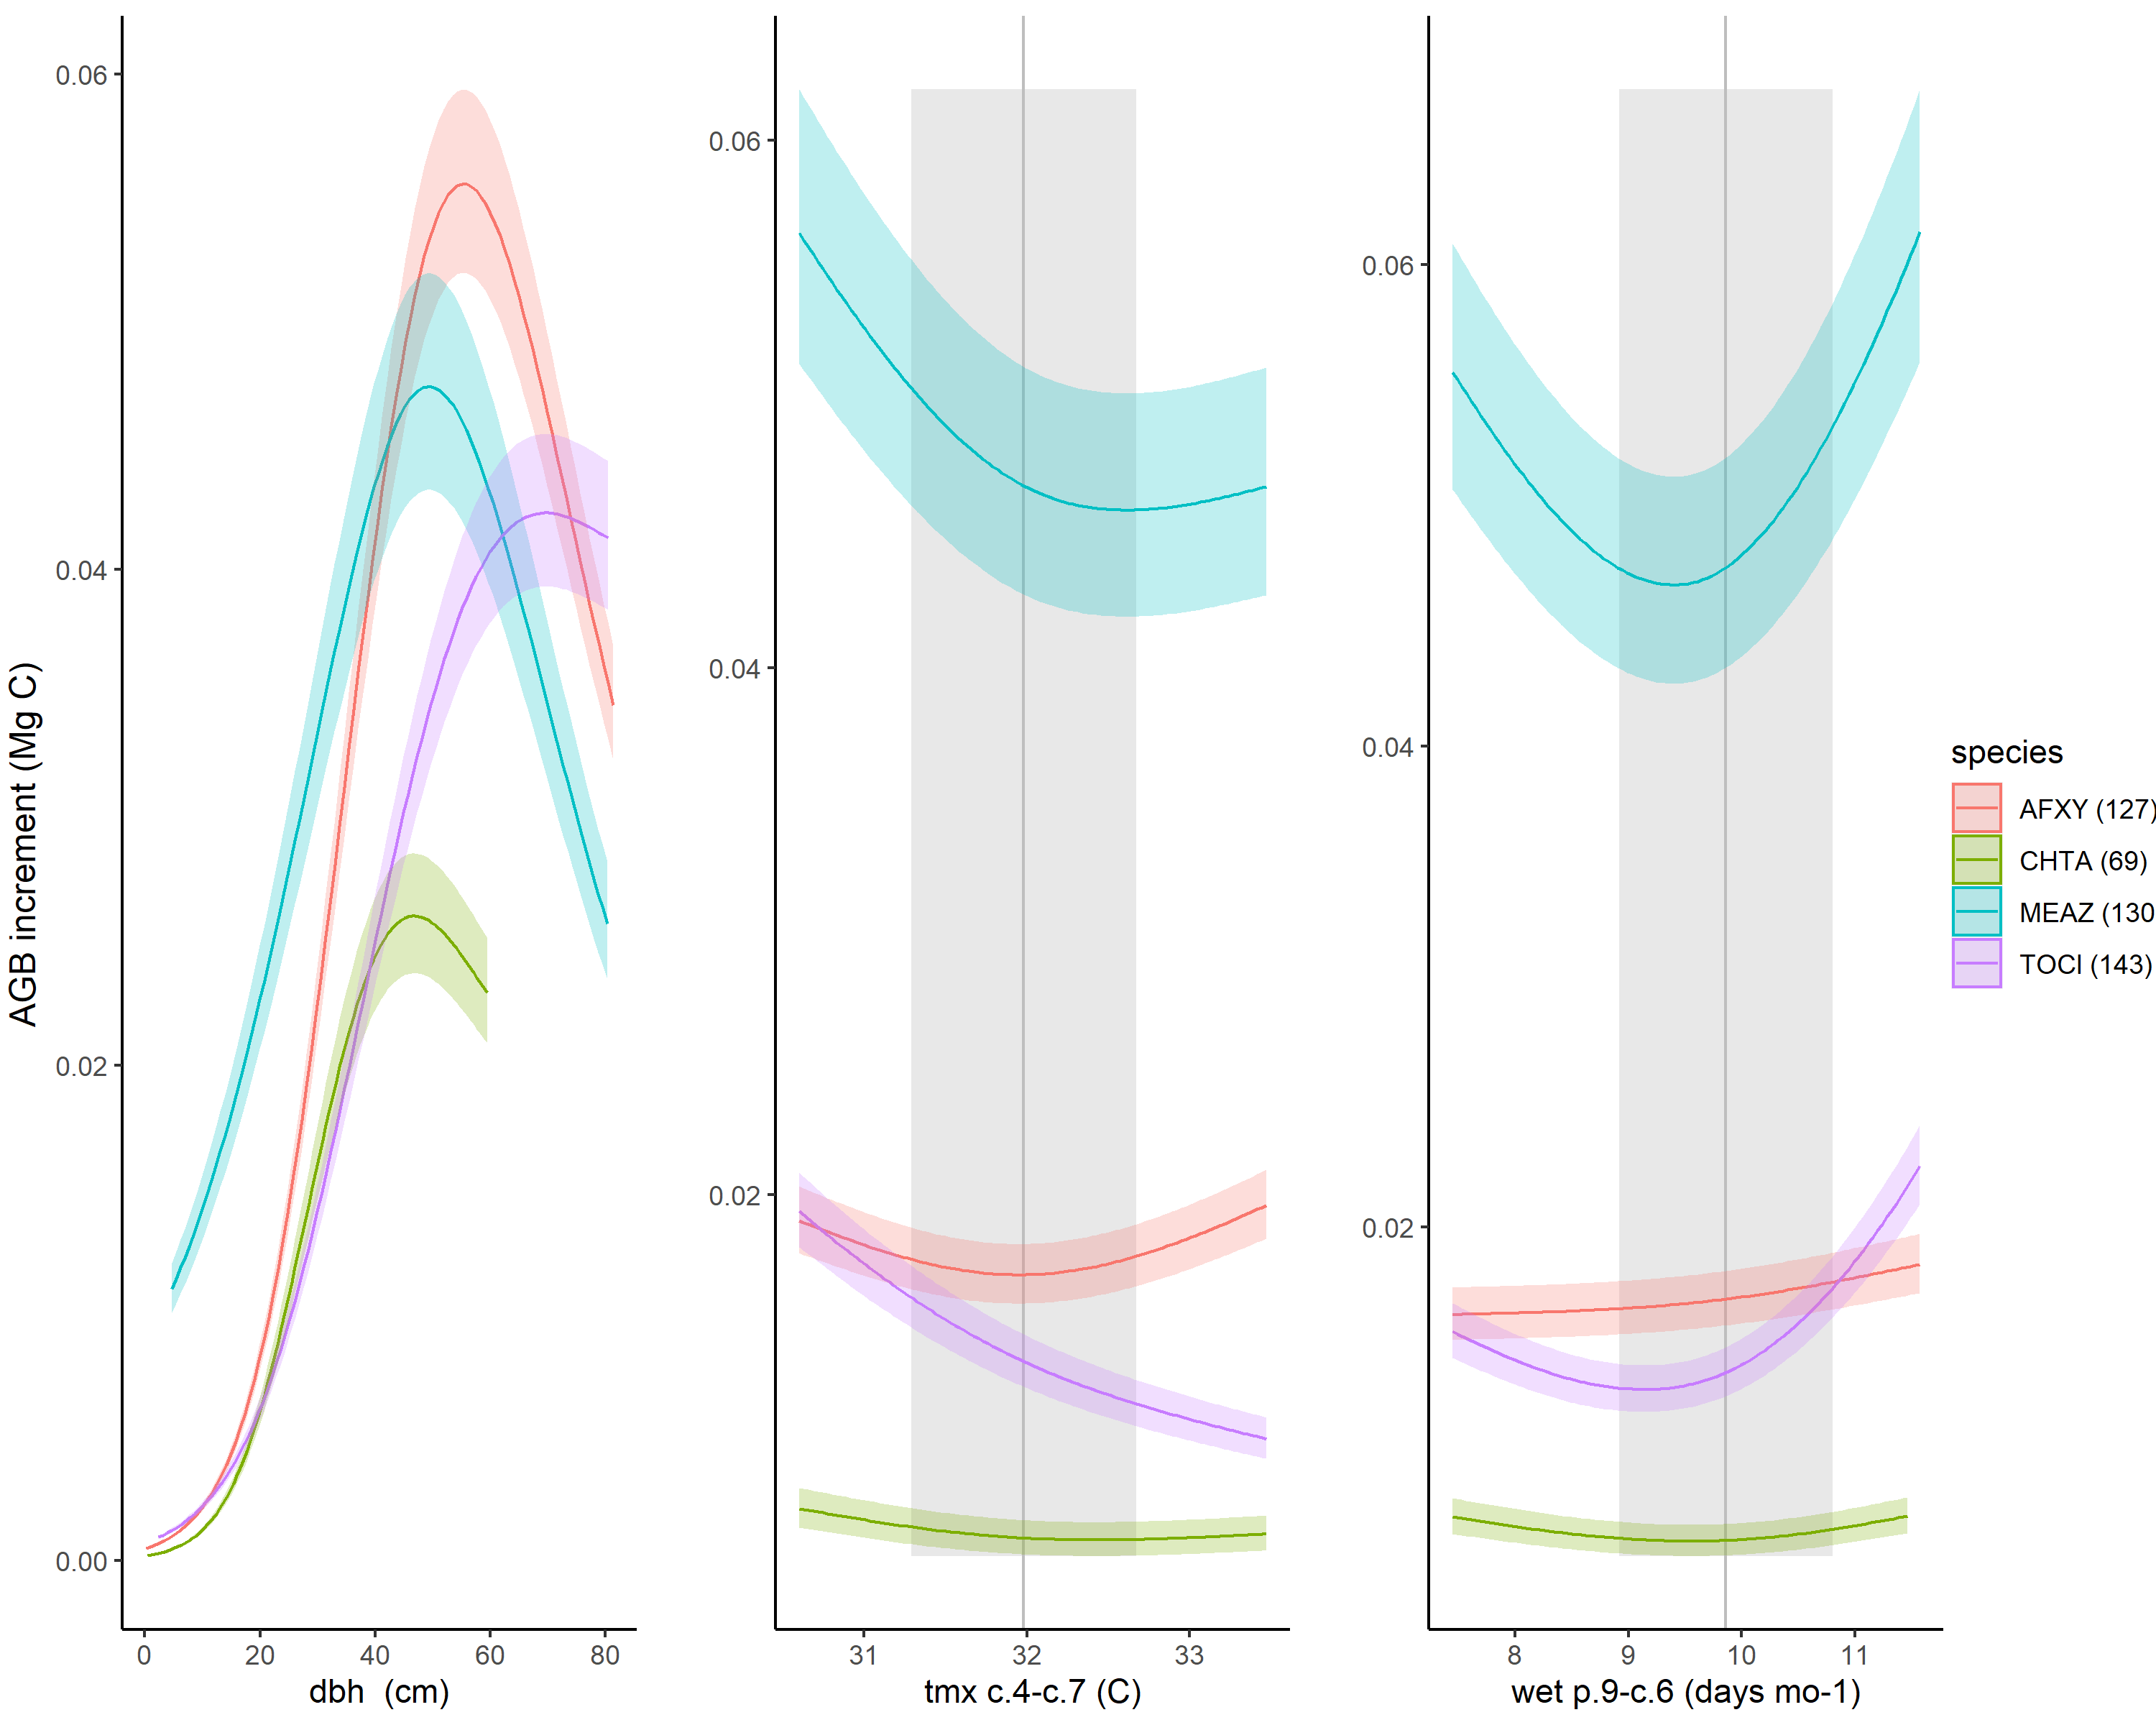 AGB increment (Mg C)
0.06
0.04
0.02
0.00
0
20
40
60
80
dbh (cm)
0.06
0.04
0.02
31
32
33
tmx c.4-c.7 (C)
0.06
0.04
0.02
8
9
10
11
wet p.9-c.6 (days mo-1)
species
AFXY (127)
CHTA (69)
MEAZ (130
TOCI (143)